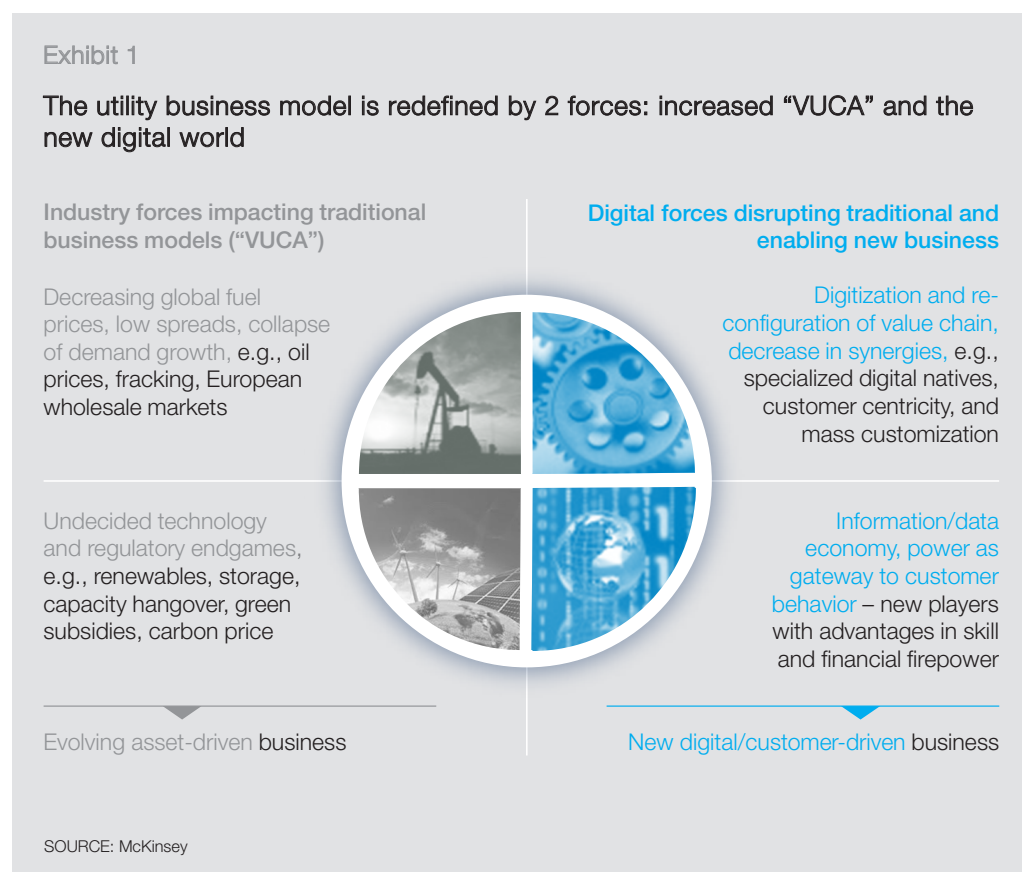 Exhibit 1
The utility business model is redefined by 2 forces: increased “VUCA” and the
new digital world
Industry forces impacting traditional
business models (“VUCA”)
Decreasing global fuel
prices, low spreads, collapse
of demand growth, e.g., oil
prices, fracking, European
wholesale markets
Undecided technology
and regulatory endgames,
e.g., renewables, storage,
capacity hangover, green
subsidies, carbon price
Evolving asset-driven business
Digital forces disrupting traditional and
enabling new business
Digitization and re-
configuration of value chain,
decrease in synergies, e.g.,
specialized digital natives,
customer centricity, and
mass customization
Information/data
economy, power as
gateway to customer
behavior – new players
with advantages in skill
and financial firepower
New digital/customer-driven business
SOURCE: McKinsey